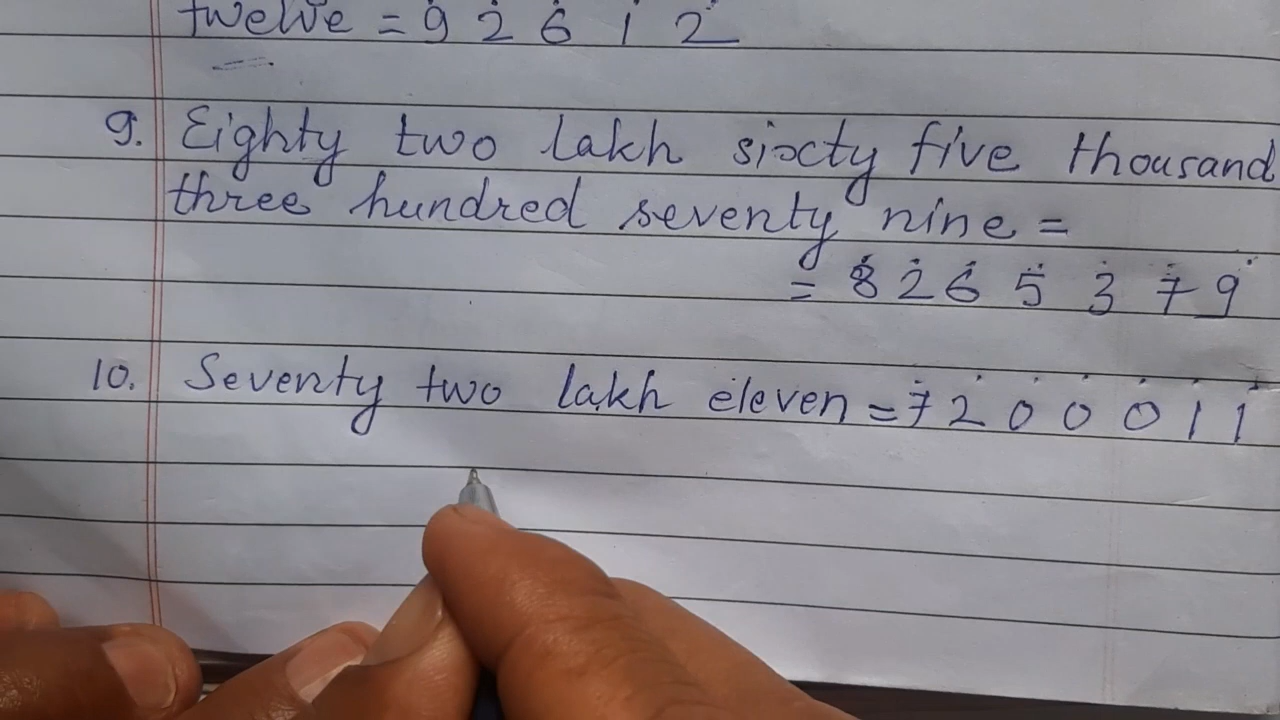 twelve = 9 2 6 1 2
9. Eighty two lakh sixty five thousand
three hundred seventy nine =
= 8 2 6 5 3 7 9
10. Seventy two lakh eleven = 7 2 0 0 0 1 1